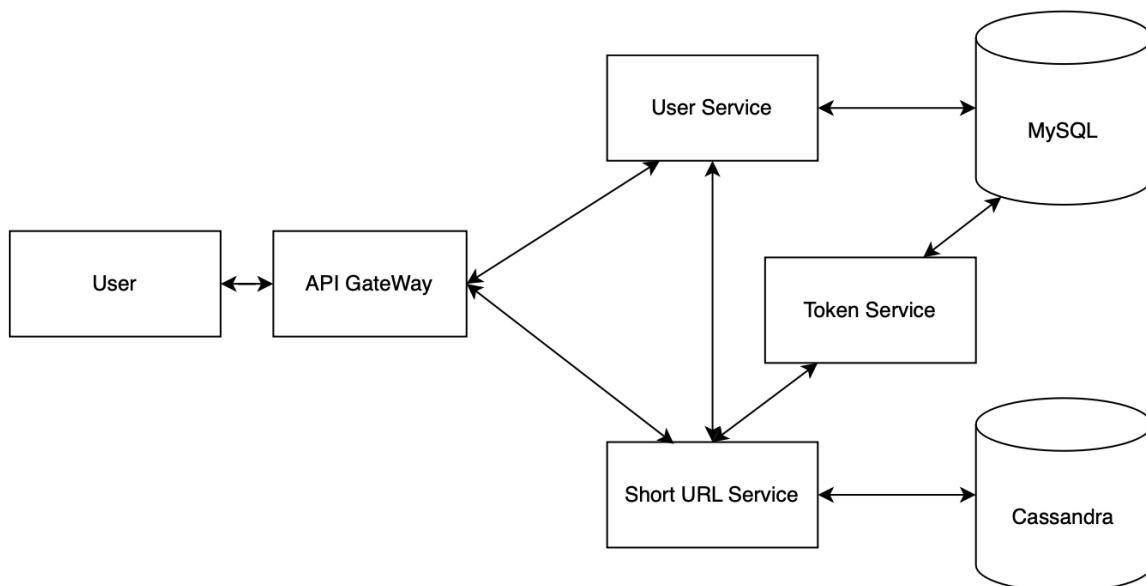 User Service
MySQL
User
API GateWay
Token Service
Short URL Service
Cassandra